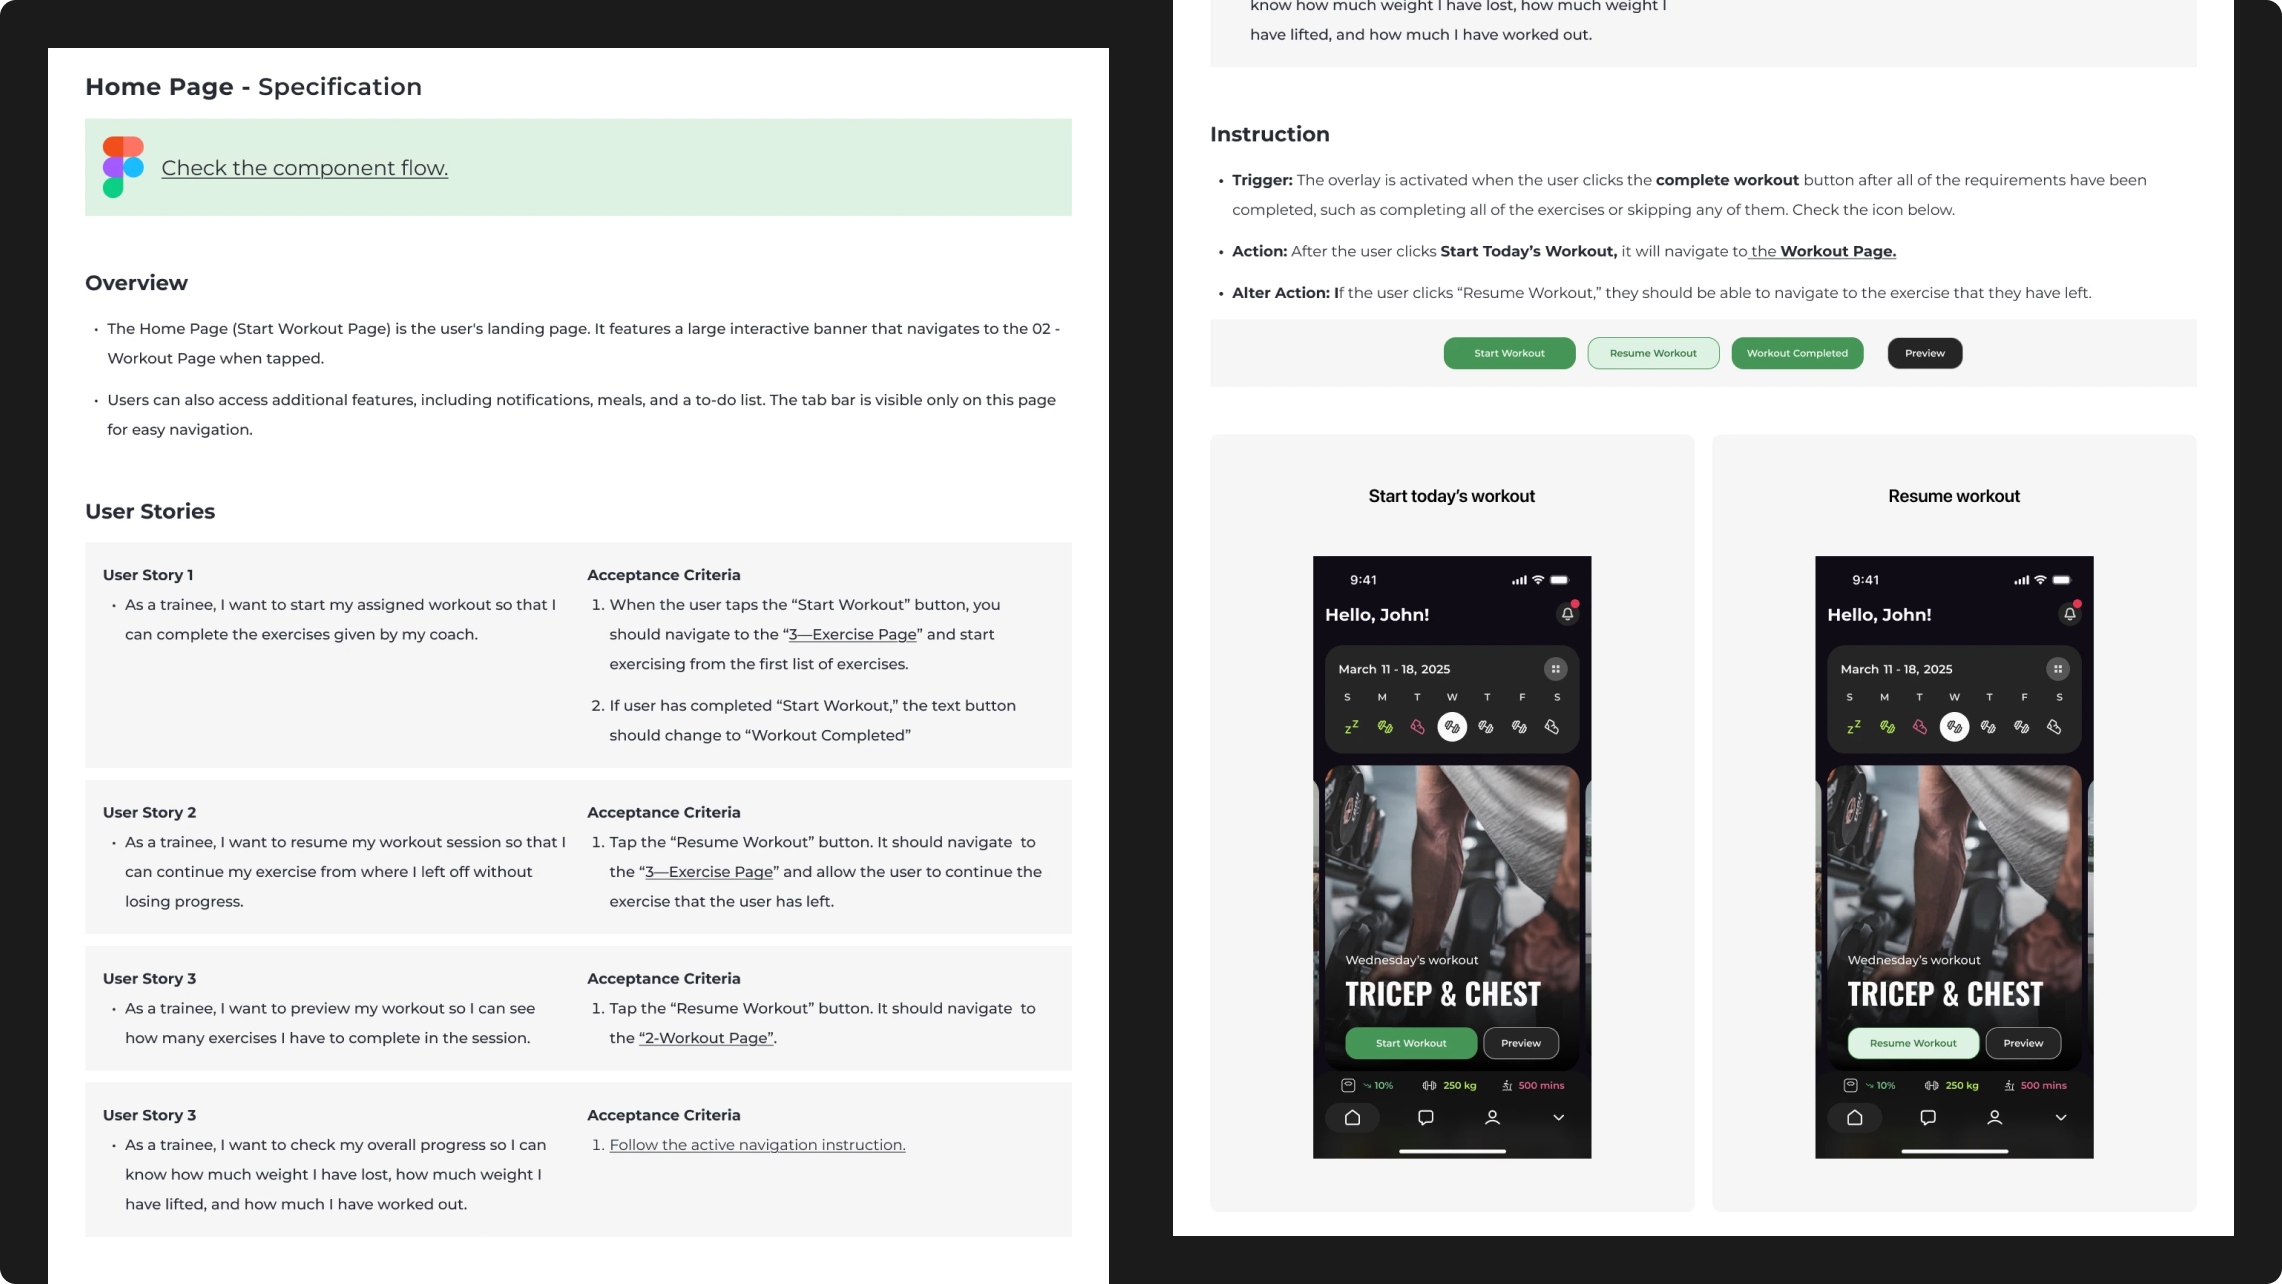 Home Page - Specification
Check the component flow.
Overview
• The Home Page (Start Workout Page) is the user's landing page. It features a large interactive banner that navigates to the 02 -
Workout Page when tapped.
• Users can also access additional features, including notifications, meals, and a to-do list. The tab bar is visible only on this page
for easy navigation.
User Stories
User Story 1
• As a trainee, I want to start my assigned workout so that I
can complete the exercises given by my coach.
Acceptance Criteria
1. When the user taps the “Start Workout” button, you
should navigate to the “3—Exercise Page” and start
exercising from the first list of exercises.
2. If user has completed “Start Workout,” the text button
should change to “Workout Completed”
User Story 2
• As a trainee, I want to resume my workout session so that I
can continue my exercise from where I left off without
losing progress.
Acceptance Criteria
1. Tap the “Resume Workout” button. It should navigate to
the “3—Exercise Page” and allow the user to continue the
exercise that the user has left.
User Story 3
• As a trainee, I want to preview my workout so I can see
how many exercises I have to complete in the session.
Acceptance Criteria
1. Tap the “Resume Workout” button. It should navigate to
the “2-Workout Page”.
User Story 3
• As a trainee, I want to check my overall progress so I can
know how much weight I have lost, how much weight I
have lifted, and how much I have worked out.
Acceptance Criteria
1. Follow the active navigation instruction.
know how much weight I have lost, how much weight I
have lifted, and how much I have worked out.
Instruction
• Trigger: The overlay is activated when the user clicks the complete workout button after all of the requirements have been
completed, such as completing all of the exercises or skipping any of them. Check the icon below.
• Action: After the user clicks Start Today’s Workout, it will navigate to the Workout Page.
• Alter Action: If the user clicks “Resume Workout,” they should be able to navigate to the exercise that they have left.
Start Workout Resume Workout Workout Completed Preview
Start today’s workout
9:41
Hello, John!
March 11 - 18, 2025
S M T W T F S
zZ
Wednesday’s workout
TRICEP & CHEST
Start Workout Preview
10% 250 kg 500 mins
Resume workout
9:41
Hello, John!
March 11 - 18, 2025
S M T W T F S
zZ
Wednesday’s workout
TRICEP & CHEST
Resume Workout Preview
10% 250 kg 500 mins